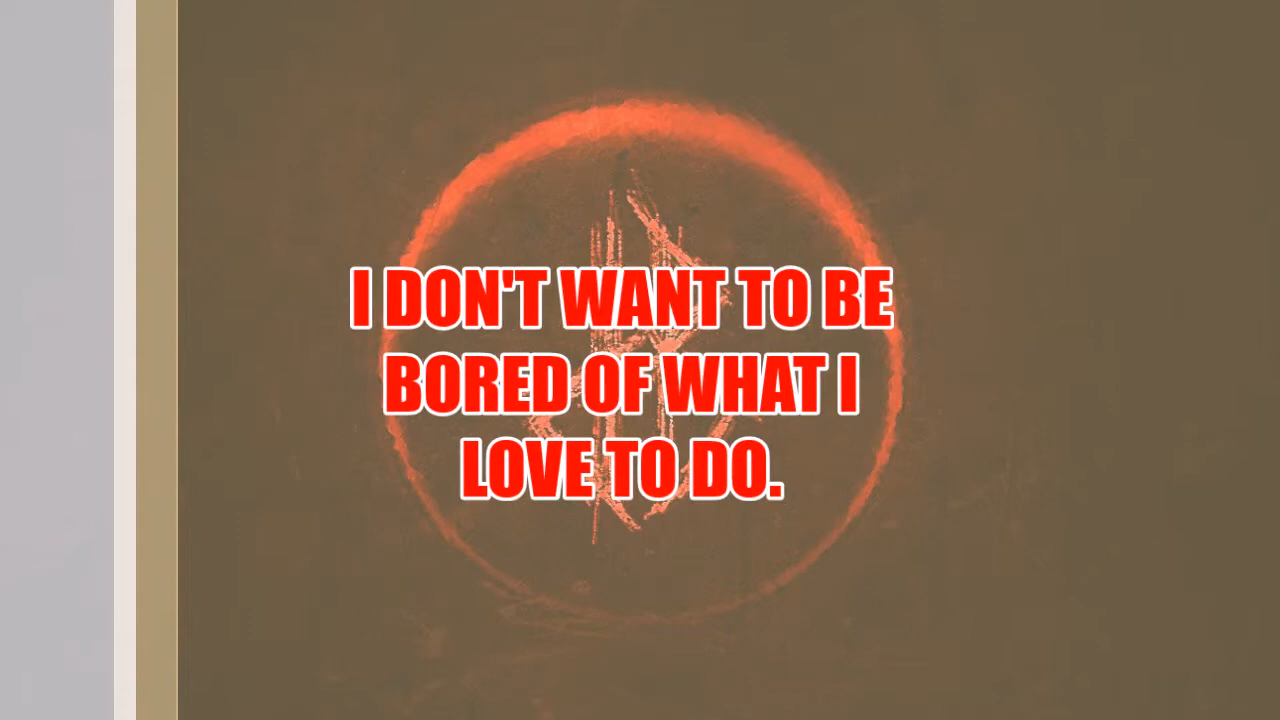 I DON'T WANT TO BE
BORED OF WHAT I
LOVE TO DO.